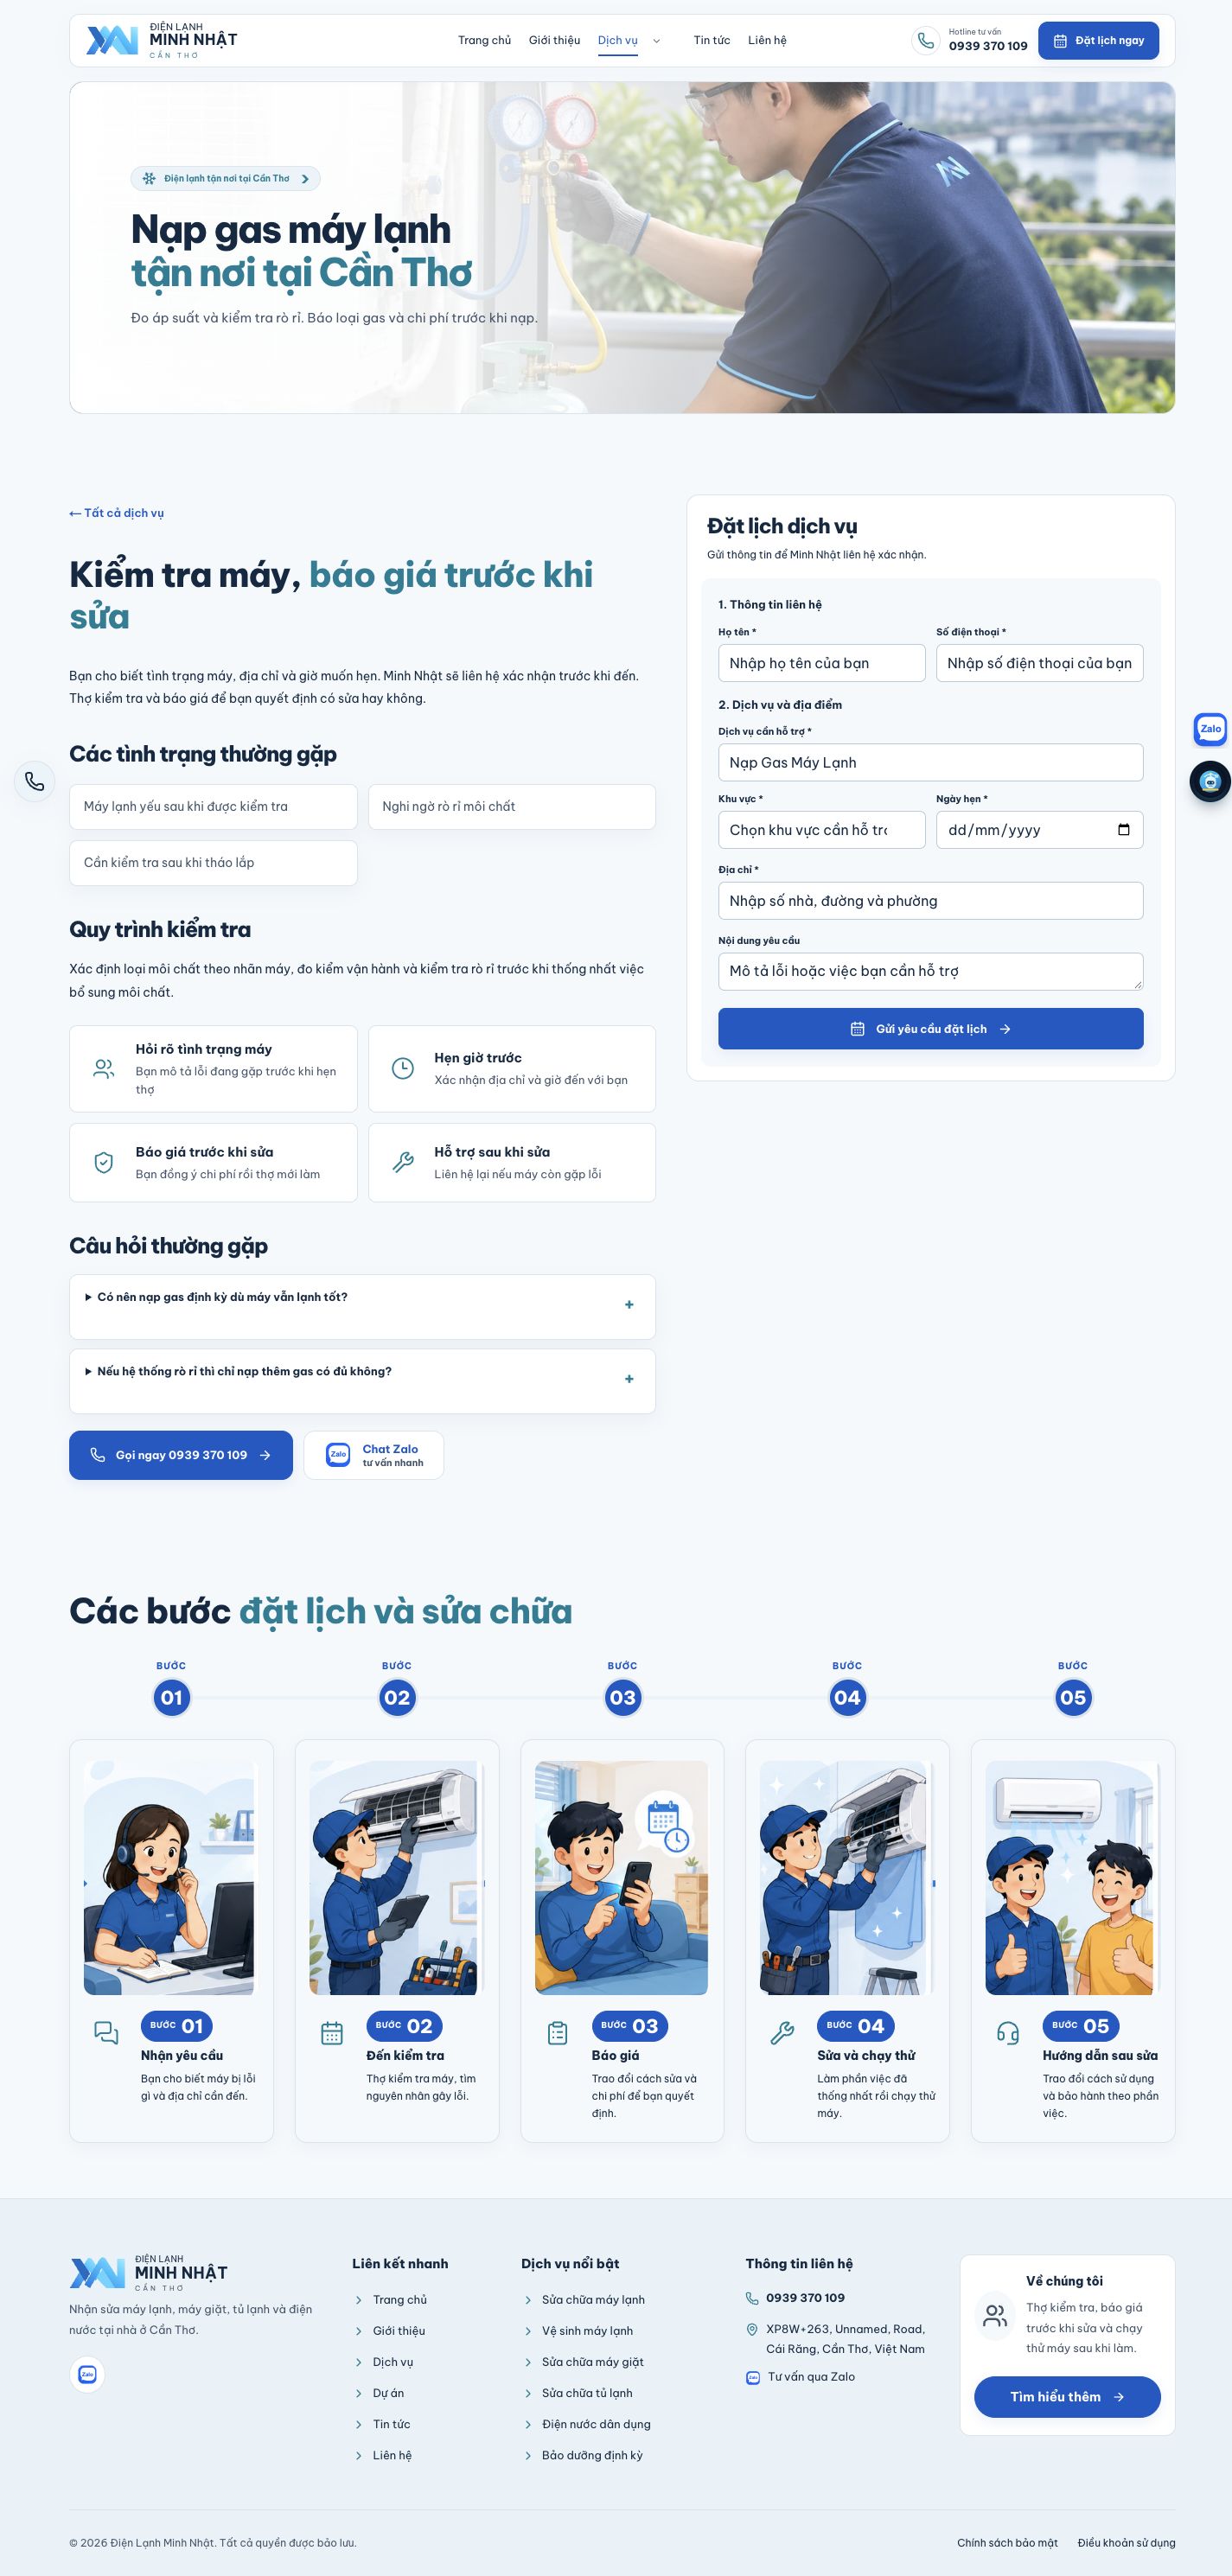 ĐIỆN LẠNH
MINH NHẬT
CẦN THƠ
Trang chủ
Giới thiệu
Dịch vụ
Tin tức
Liên hệ
Hotline tư vấn
0939 370 109
Đặt lịch ngay
Điện lạnh tận nơi tại Cần Thơ
Nạp gas máy lạnh
tận nơi tại Cần Thơ
Đo áp suất và kiểm tra rò rỉ. Báo loại gas và chi phí trước khi nạp.
← Tất cả dịch vụ
Kiểm tra máy, báo giá trước khi
sửa
Bạn cho biết tình trạng máy, địa chỉ và giờ muốn hẹn. Minh Nhật sẽ liên hệ xác nhận trước khi đến.
Thợ kiểm tra và báo giá để bạn quyết định có sửa hay không.
Các tình trạng thường gặp
Máy lạnh yếu sau khi được kiểm tra
Nghi ngờ rò rỉ môi chất
Cần kiểm tra sau khi tháo lắp
Quy trình kiểm tra
Xác định loại môi chất theo nhãn máy, đo kiểm vận hành và kiểm tra rò rỉ trước khi thống nhất việc
bổ sung môi chất.
Hỏi rõ tình trạng máy
Bạn mô tả lỗi đang gặp trước khi hẹn
thợ
Hẹn giờ trước
Xác nhận địa chỉ và giờ đến với bạn
Báo giá trước khi sửa
Bạn đồng ý chi phí rồi thợ mới làm
Hỗ trợ sau khi sửa
Liên hệ lại nếu máy còn gặp lỗi
Câu hỏi thường gặp
Có nên nạp gas định kỳ dù máy vẫn lạnh tốt?
+
Nếu hệ thống rò rỉ thì chỉ nạp thêm gas có đủ không?
+
Gọi ngay 0939 370 109
Zalo
Chat Zalo
tư vấn nhanh
Đặt lịch dịch vụ
Gửi thông tin để Minh Nhật liên hệ xác nhận.
1. Thông tin liên hệ
Họ tên *
Số điện thoại *
Nhập họ tên của bạn
Nhập số điện thoại của bạn
2. Dịch vụ và địa điểm
Dịch vụ cần hỗ trợ *
Nạp Gas Máy Lạnh
Khu vực *
Ngày hẹn *
Chọn khu vực cần hỗ trợ
dd/mm/yyyy
Địa chỉ *
Nhập số nhà, đường và phường
Nội dung yêu cầu
Mô tả lỗi hoặc việc bạn cần hỗ trợ
Gửi yêu cầu đặt lịch
Zalo
Các bước đặt lịch và sửa chữa
BƯỚC
01
BƯỚC
02
BƯỚC
03
BƯỚC
04
BƯỚC
05
BƯỚC 01
Nhận yêu cầu
Bạn cho biết máy bị lỗi
gì và địa chỉ cần đến.
BƯỚC 02
Đến kiểm tra
Thợ kiểm tra máy, tìm
nguyên nhân gây lỗi.
BƯỚC 03
Báo giá
Trao đổi cách sửa và
chi phí để bạn quyết
định.
BƯỚC 04
Sửa và chạy thử
Làm phần việc đã
thống nhất rồi chạy thử
máy.
BƯỚC 05
Hướng dẫn sau sửa
Trao đổi cách sử dụng
và bảo hành theo phần
việc.
ĐIỆN LẠNH
MINH NHẬT
CẦN THƠ
Nhận sửa máy lạnh, máy giặt, tủ lạnh và điện
nước tại nhà ở Cần Thơ.
Zalo
Liên kết nhanh
Trang chủ
Giới thiệu
Dịch vụ
Dự án
Tin tức
Liên hệ
Dịch vụ nổi bật
Sửa chữa máy lạnh
Vệ sinh máy lạnh
Sửa chữa máy giặt
Sửa chữa tủ lạnh
Điện nước dân dụng
Bảo dưỡng định kỳ
Thông tin liên hệ
0939 370 109
XP8W+263, Unnamed, Road,
Cái Răng, Cần Thơ, Việt Nam
Zalo
Tư vấn qua Zalo
Về chúng tôi
Thợ kiểm tra, báo giá
trước khi sửa và chạy
thử máy sau khi làm.
Tìm hiểu thêm
© 2026 Điện Lạnh Minh Nhật. Tất cả quyền được bảo lưu.
Chính sách bảo mật
Điều khoản sử dụng